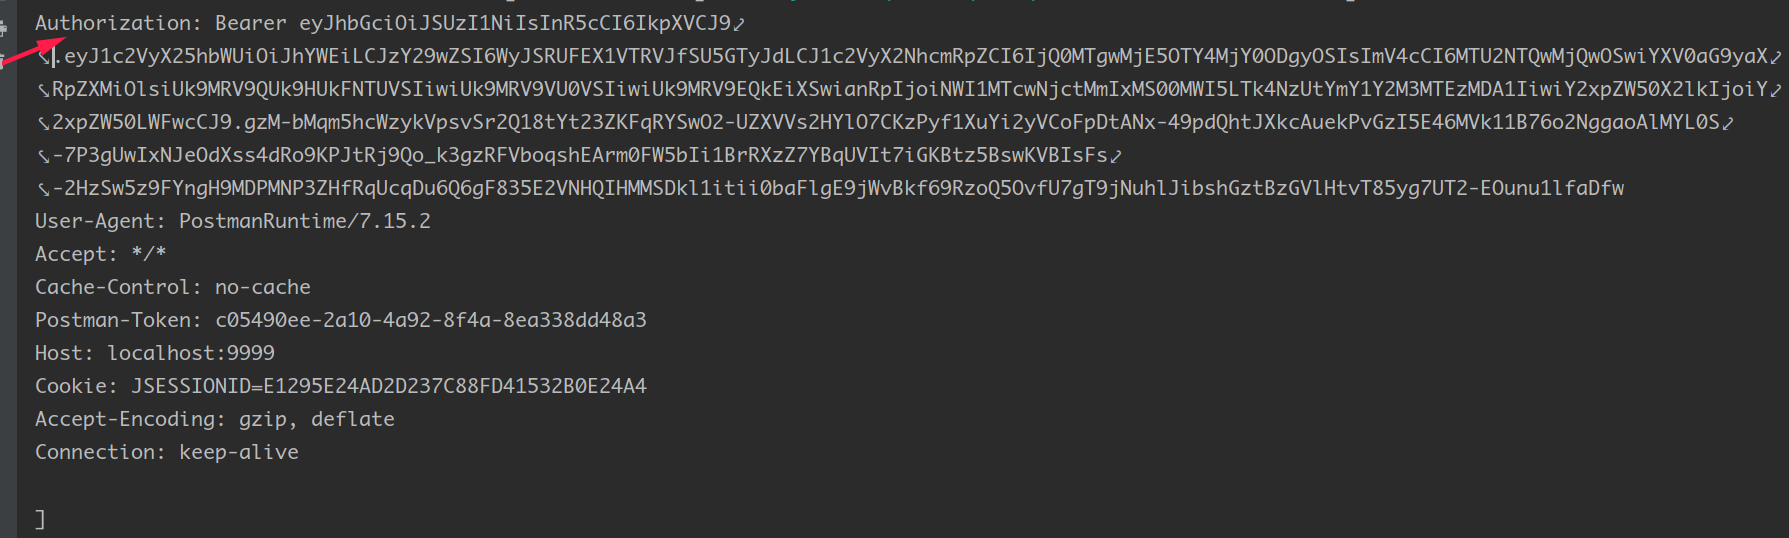 Authorization: Bearer eyJhbGciOiJSUzI1NiIsInR5cCI6IkpXVCJ9
.eyJ1c2VyX25hbWUiOiJhYWEiLCJzY29wZSI6WyJSRUFEX1VTRVJfSU5GTyJdLCJ1c2VyX2NhcmRpZCI6IjQ0MTgwMjE5OTY4MjY0ODgyOSIsImV4cCI6MTU2NTQwMjQwOSwiYXV0aG9yaX
RpZXMiOlsiUk9MRV9QUk9HUkFNTUVSIiwiUk9MRV9VU0VSIiwiUk9MRV9EQkEiXSwianRpIjoiNWI1MTcwNjctMmIxMS00MWI5LTk4NzUtYmY1Y2M3MTEzMDA1IiwiY2xpZW50X2lkIjoiY
2xpZW50LWFwcCJ9.gzM-bMqm5hcWzykVpsvSr2Q18tYt23ZKFqRYSwO2-UZXVVs2HYlO7CKzPyf1XuYi2yVCoFpDtANx-49pdQhtJXkcAuekPvGzI5E46MVk11B76o2NggaoAlMYL0S
-7P3gUwIxNJeOdXss4dRo9KPJtRj9Qo_k3gzRFVboqshEArm0FW5bIi1BrRXzZ7YBqUVIt7iGKBtz5BswKVBIsFs
-2HzSw5z9FYngH9MDPMNP3ZHfRqUcqDu6Q6gF835E2VNHQIHMMSDkl1itii0baFlgE9jWvBkf69RzoQ5OvfU7gT9jNuhlJibshGztBzGVlHtvT85yg7UT2-EOunu1lfaDfw
User-Agent: PostmanRuntime/7.15.2
Accept: */*
Cache-Control: no-cache
Postman-Token: c05490ee-2a10-4a92-8f4a-8ea338dd48a3
Host: localhost:9999
Cookie: JSESSIONID=E1295E24AD2D237C88FD41532B0E24A4
Accept-Encoding: gzip, deflate
Connection: keep-alive
]